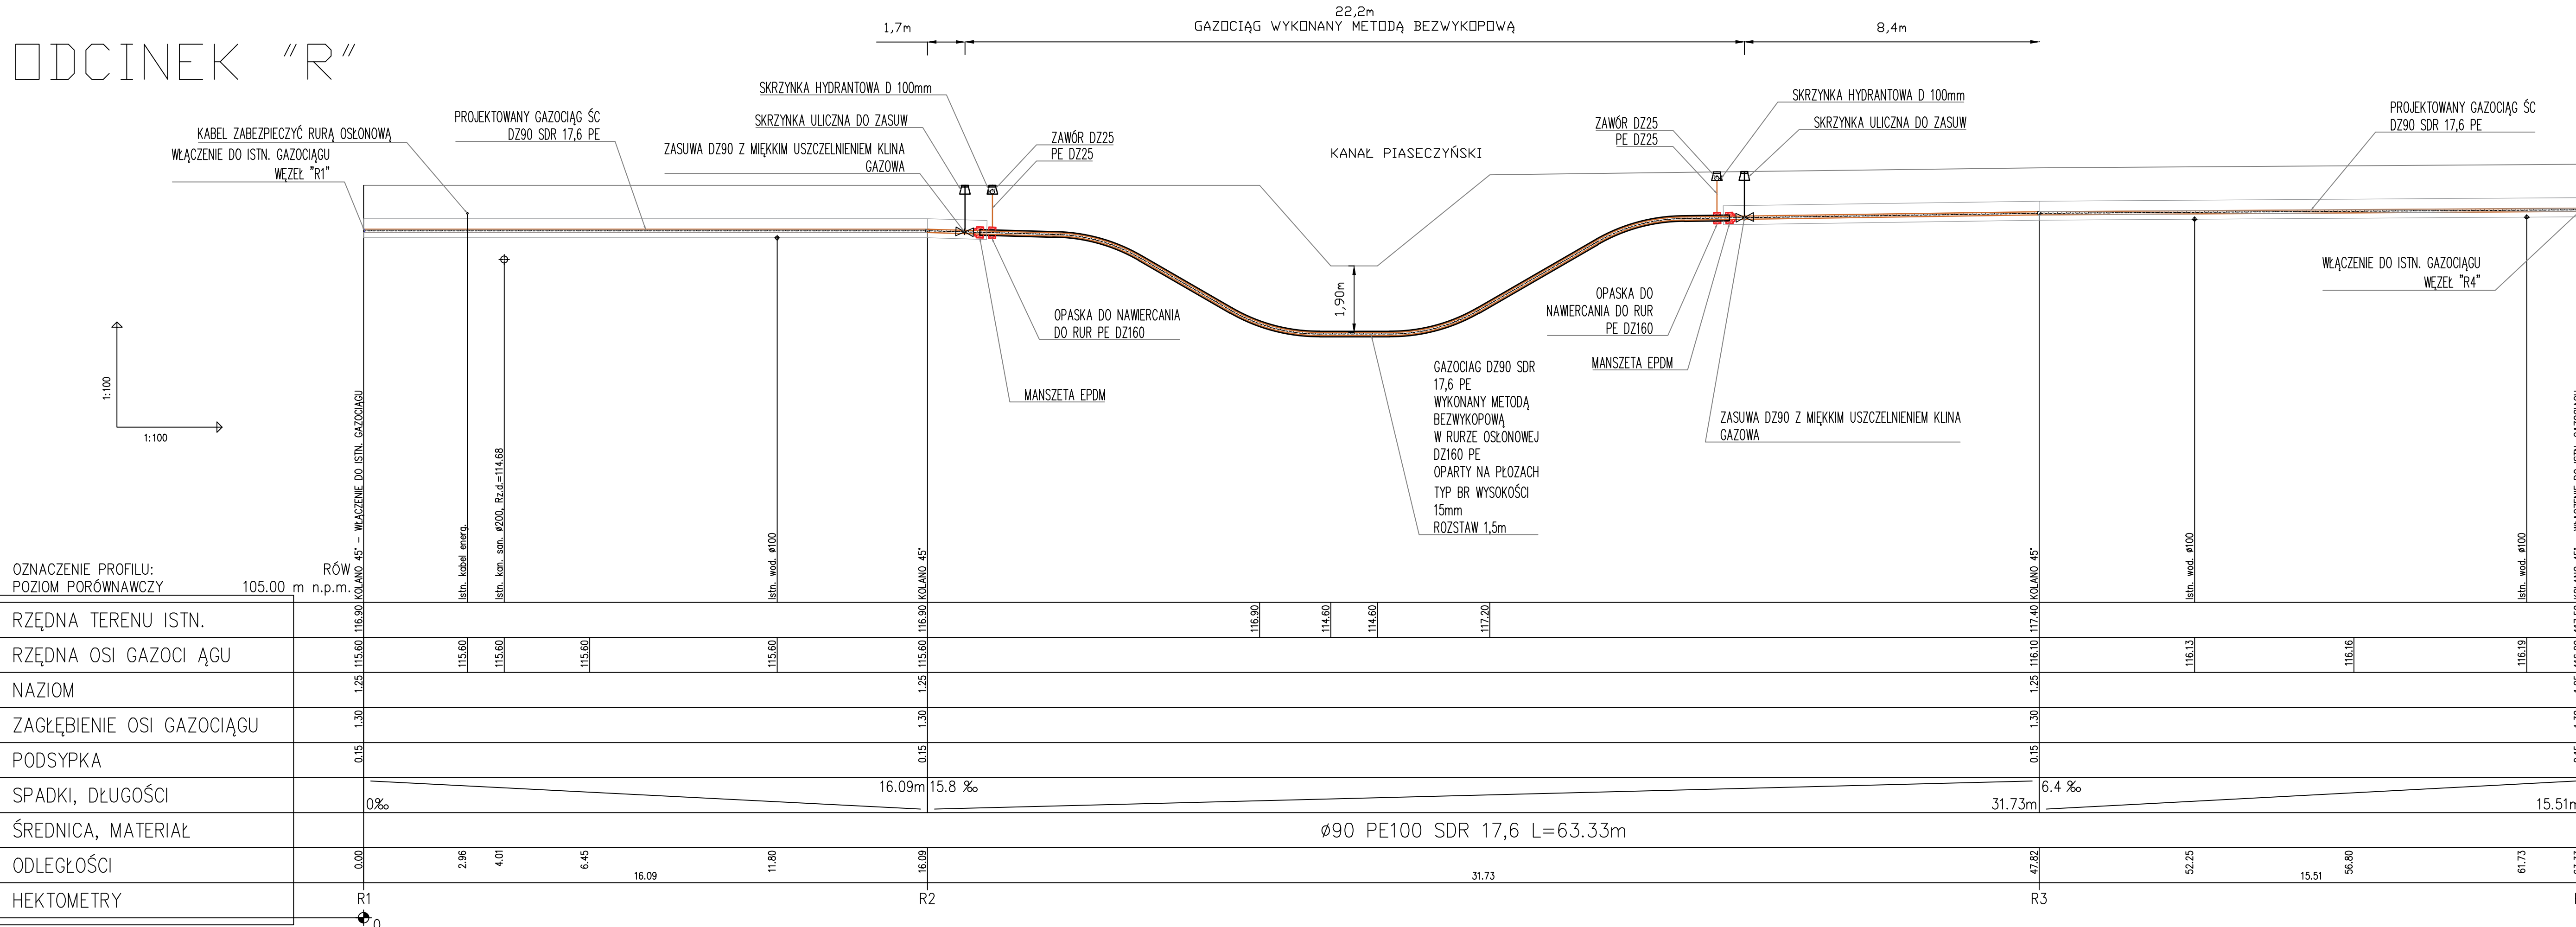 ODCINEK "R"
1,7m
22,2m
GAZOCIĄG WYKONANY METODĄ BEZWYKOPOWĄ
8,4m
SKRZYNKA HYDRANTOWA D 100mm
SKRZYNKA ULICZNA DO ZASUW
ZASUWA DZ90 Z MIĘKKIM USZCZELNIENIEM KLINA
GAZOWA
ZAWÓR DZ25
PE DZ25
PROJEKTOWANY GAZOCIĄG ŚC
DZ90 SDR 17,6 PE
KABEL ZABEZPIECZYĆ RURĄ OSŁONOWĄ
WŁĄCZENIE DO ISTN. GAZOCIĄGU
WĘZEŁ "R1"
KANAŁ PIASECZYŃSKI
ZAWÓR DZ25
PE DZ25
SKRZYNKA HYDRANTOWA D 100mm
SKRZYNKA ULICZNA DO ZASUW
PROJEKTOWANY GAZOCIĄG ŚC
DZ90 SDR 17,6 PE
WŁĄCZENIE DO ISTN. GAZOCIĄGU
WĘZEŁ "R4"
1,90m
OPASKA DO NAWIERCANIA
DO RUR PE DZ160
MANSZETA EPDM
OPASKA DO
NAWIERCANIA DO RUR
PE DZ160
MANSZETA EPDM
ZASUWA DZ90 Z MIĘKKIM USZCZELNIENIEM KLINA
GAZOWA
GAZOCIAG DZ90 SDR
17,6 PE
WYKONANY METODĄ
BEZWYKOPOWĄ
W RURZE OSŁONOWEJ
DZ160 PE
OPARTY NA PŁOZACH
TYP BR WYSOKOŚCI
15mm
ROZSTAW 1,5m
1:100
1:100
KOLANO 45° - WŁĄCZENIE DO ISTN. GAZOCIĄGU
Istn. kabel energ.
Istn. kan. san. ø200, Rz.d.=114.68
Istn. wod. ø100
KOLANO 45°
KOLANO 45°
Istn. wod. ø100
Istn. wod. ø100
OZNACZENIE PROFILU: RÓW
POZIOM PORÓWNAWCZY 105.00 m n.p.m.
RZĘDNA TERENU ISTN. 116.90 116.90 116.90 114.60 114.60 117.20 117.40
RZĘDNA OSI GAZOCI ĄGU 115.60 115.60 115.60 115.60 115.60 115.60 116.10 116.13 116.16 116.19
NAZIOM 1.25 1.25 1.25
ZAGŁĘBIENIE OSI GAZOCIĄGU 1.30 1.30 1.30
PODSYPKA 0.15 0.15 0.15
SPADKI, DŁUGOŚCI 0‰ 16.09m 15.8 ‰ 31.73m 6.4 ‰ 15.51m
ŚREDNICA, MATERIAŁ ø90 PE100 SDR 17,6 L=63.33m
ODLEGŁOŚCI 0.00 2.96 4.01 6.45 11.80 16.09 47.82 52.25 56.80 61.73
16.09 31.73 15.51
HEKTOMETRY R1 R2 R3
0